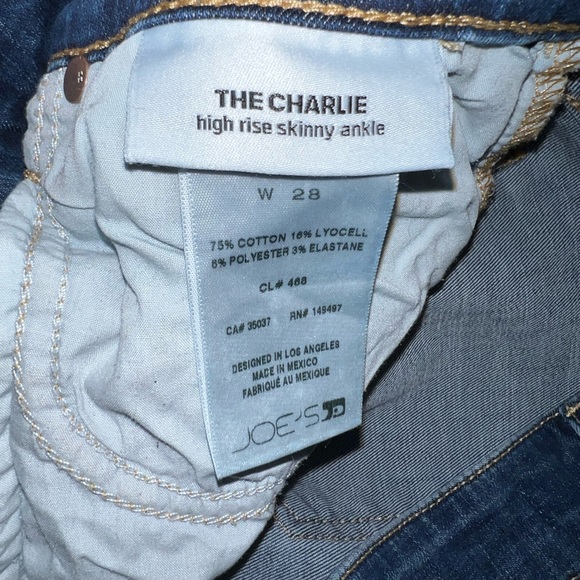 THE CHARLIE
high rise skinny ankle
W 28
75% COTTON 16% LYOCELL
6% POLYESTER 3% ELASTANE
CL# 468
CA# 35037 RN# 149497
DESIGNED IN LOS ANGELES
MADE IN MEXICO
FABRIQUÉ AU MEXIQUE
JOE'S